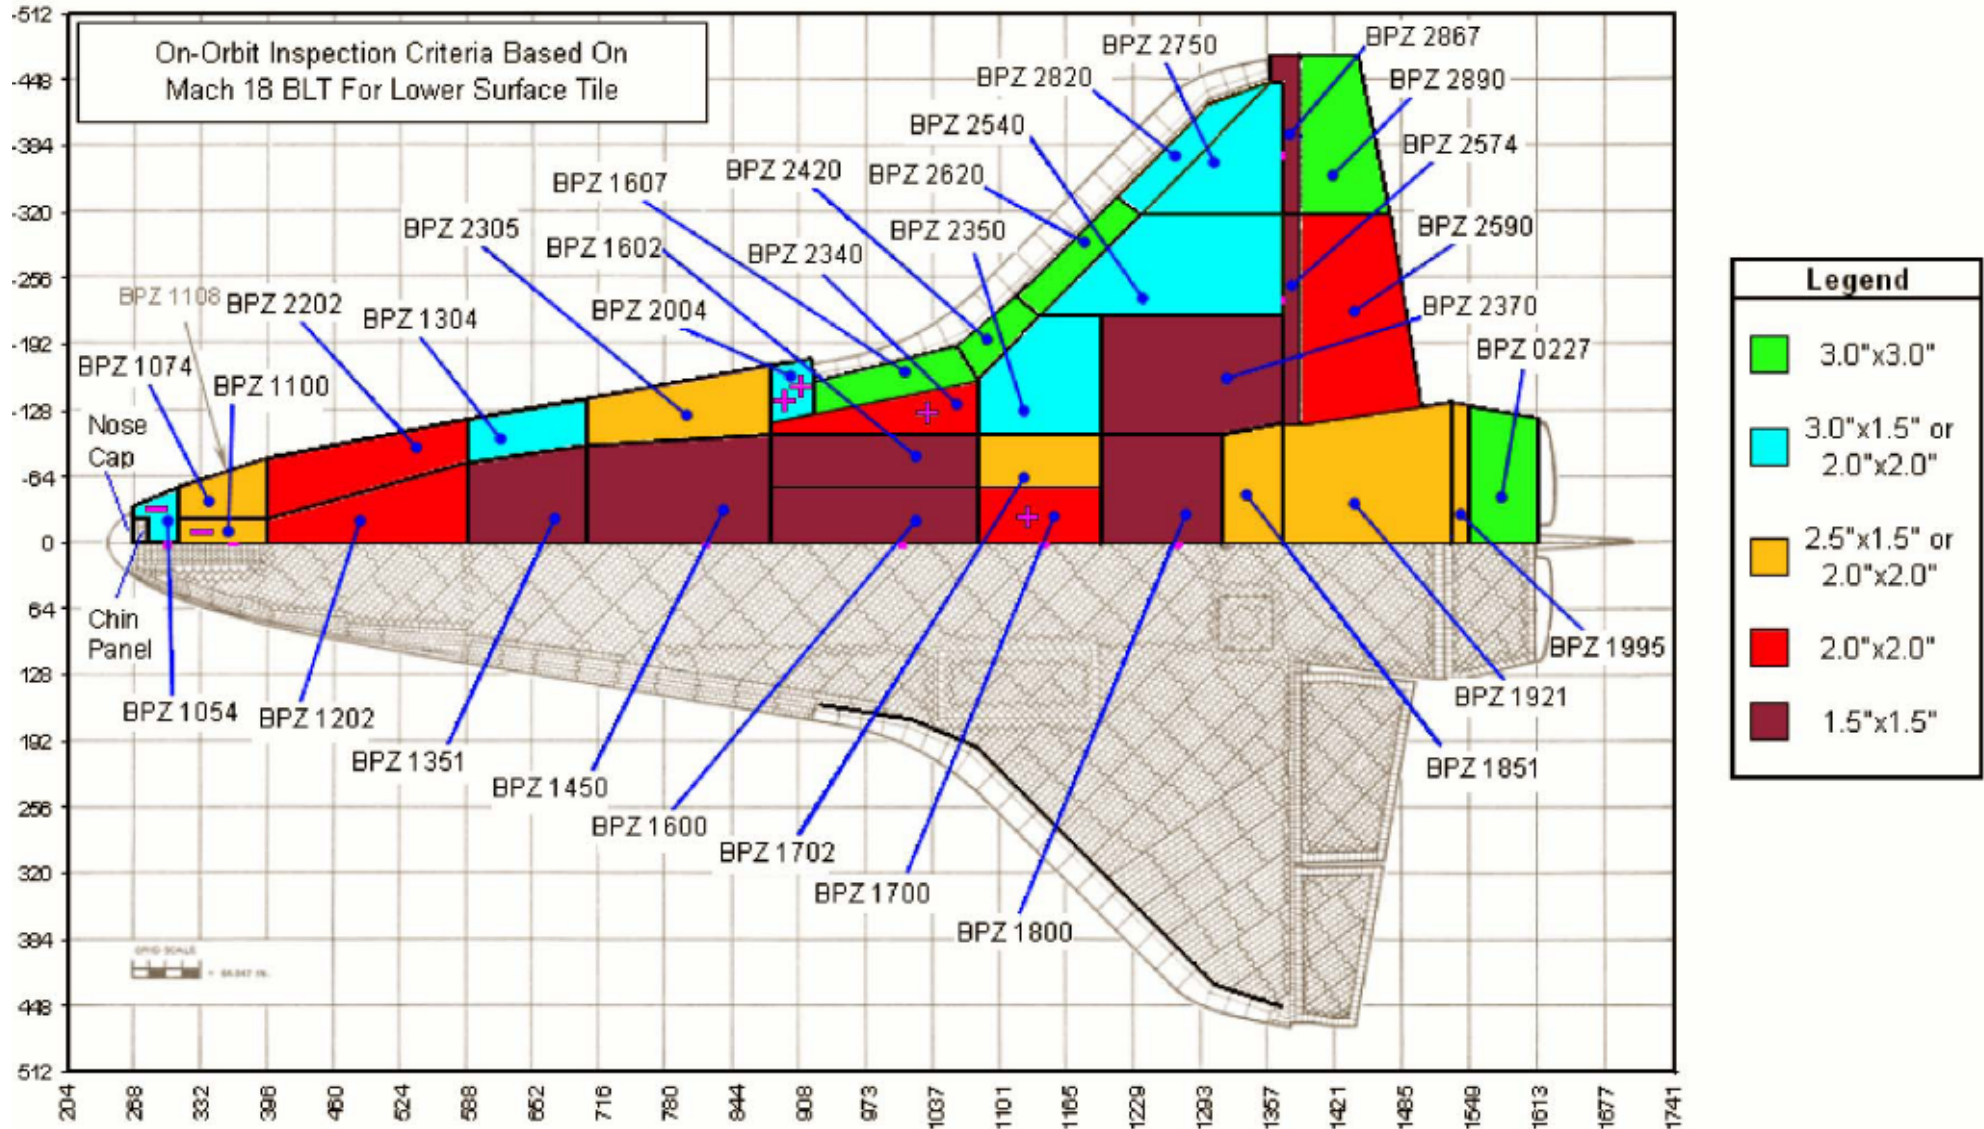 On-Orbit Inspection Criteria Based On
Mach 18 BLT For Lower Surface Tile
-512
-448
-384
-320
-256
-192
-128
-64
0
64
128
192
256
320
384
448
512
BPZ 2867
BPZ 2750
BPZ 2820
BPZ 2890
BPZ 2540
BPZ 2574
BPZ 2420
BPZ 2620
BPZ 1607
BPZ 2305
BPZ 1602
BPZ 2340
BPZ 2350
BPZ 2590
BPZ 1108
BPZ 2202
BPZ 1304
BPZ 2004
BPZ 2370
BPZ 1074
BPZ 1100
BPZ 0227
Nose
Cap
Chin
Panel
BPZ 1054
BPZ 1202
BPZ 1351
BPZ 1450
BPZ 1600
BPZ 1702
BPZ 1700
BPZ 1800
BPZ 1995
BPZ 1921
BPZ 1851
GRID SCALE
204
268
332
396
460
524
588
652
716
780
844
908
973
1037
1101
1165
1229
1293
1357
1421
1485
1549
1613
1677
1741
Legend
3.0"x3.0"
3.0"x1.5" or
2.0"x2.0"
2.5"x1.5" or
2.0"x2.0"
2.0"x2.0"
1.5"x1.5"